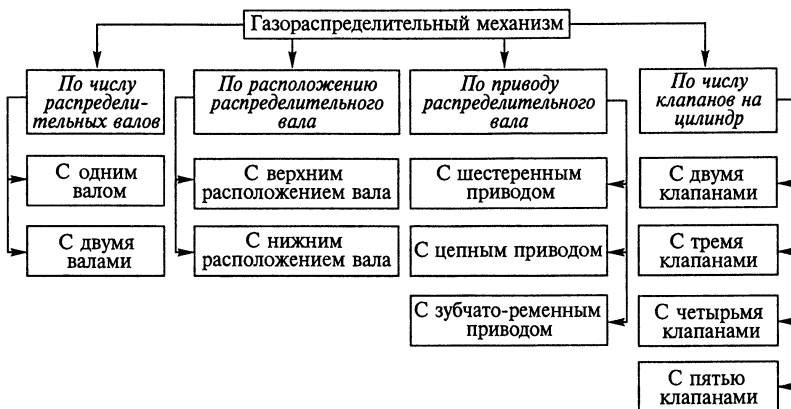 Газораспределительный механизм
По числу
распредели-
тельных валов
По расположению
распределительного
вала
По приводу
распределительного
вала
По числу
клапанов на
цилиндр
С одним
валом
С верхним
расположением вала
С шестеренным
приводом
С двумя
клапанами
С двумя
валами
С нижним
расположением вала
С цепным приводом
С тремя
клапанами
С зубчато-ременным
приводом
С четырьмя
клапанами
С пятью
клапанами